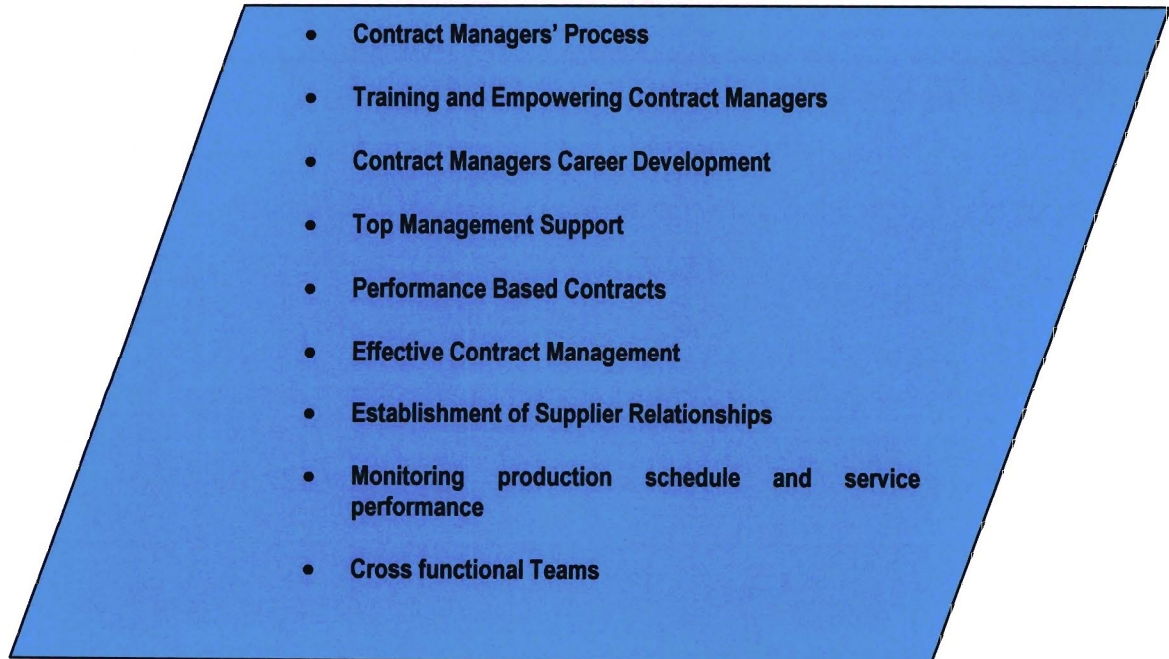 • Contract Managers' Process
• Training and Empowering Contract Managers
• Contract Managers Career Development
• Top Management Support
• Performance Based Contracts
• Effective Contract Management
• Establishment of Supplier Relationships
• Monitoring production schedule and service
performance
• Cross functional Teams